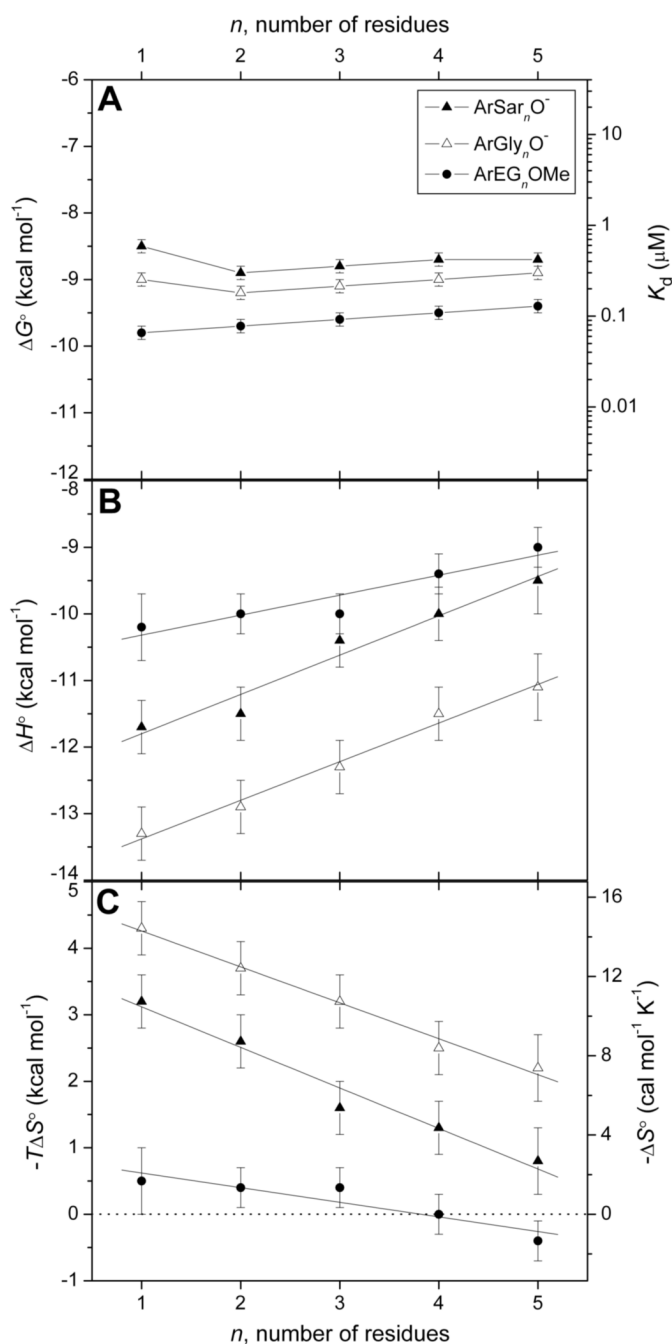 n, number of residues
1 2 3 4 5
A
ArSarₙO⁻
ArGlyₙO⁻
ArEGₙOMe
-6
-7
-8
-9
-10
-11
-12
ΔG° (kcal mol⁻¹)
10
1
0.1
0.01
K_d (μM)
B
-8
-9
-10
-11
-12
-13
-14
ΔH° (kcal mol⁻¹)
C
5
4
3
2
1
0
-1
-TΔS° (kcal mol⁻¹)
16
12
8
4
0
-ΔS° (cal mol⁻¹ K⁻¹)
1 2 3 4 5
n, number of residues